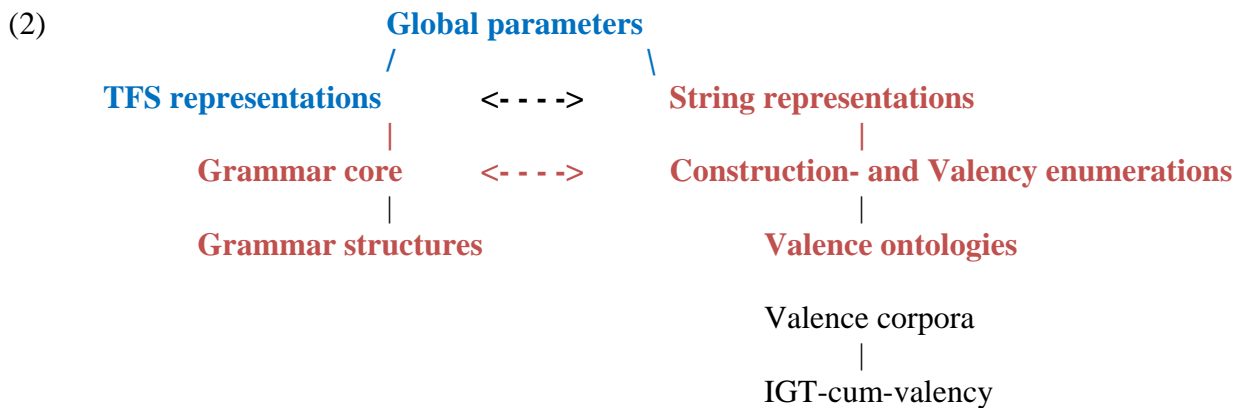 (2) Global parameters
/ \
TFS representations <- - - -> String representations
| |
Grammar core <- - - -> Construction- and Valency enumerations
| |
Grammar structures Valence ontologies
Valence corpora
|
IGT-cum-valency